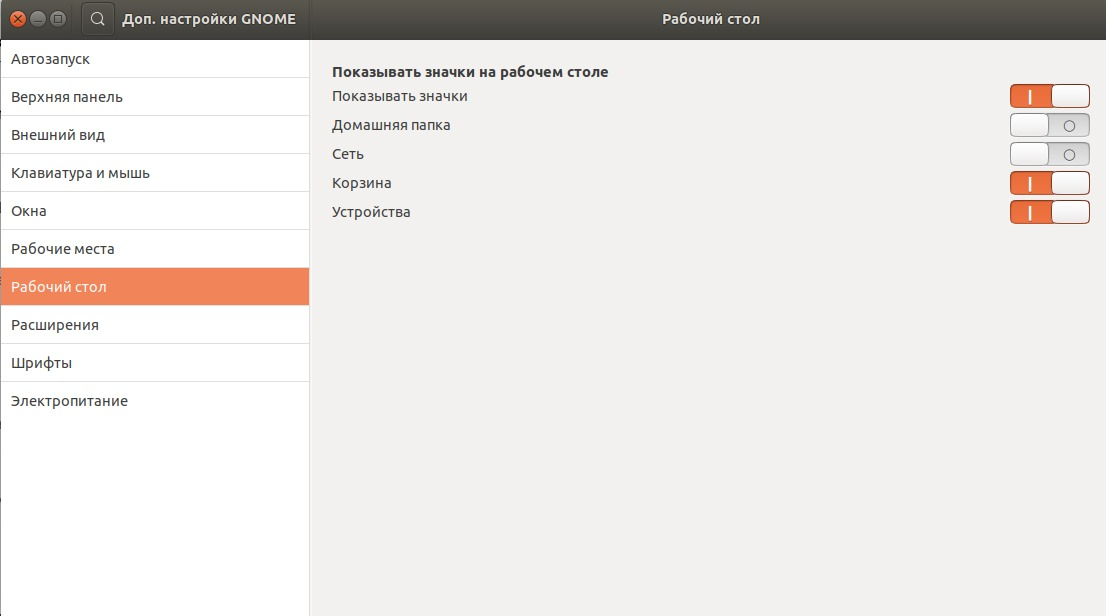 Доп. настройки GNOME
Рабочий стол
Автозапуск
Верхняя панель
Внешний вид
Клавиатура и мышь
Окна
Рабочие места
Рабочий стол
Расширения
Шрифты
Электропитание
Показывать значки на рабочем столе
Показывать значки
Домашняя папка
Сеть
Корзина
Устройства